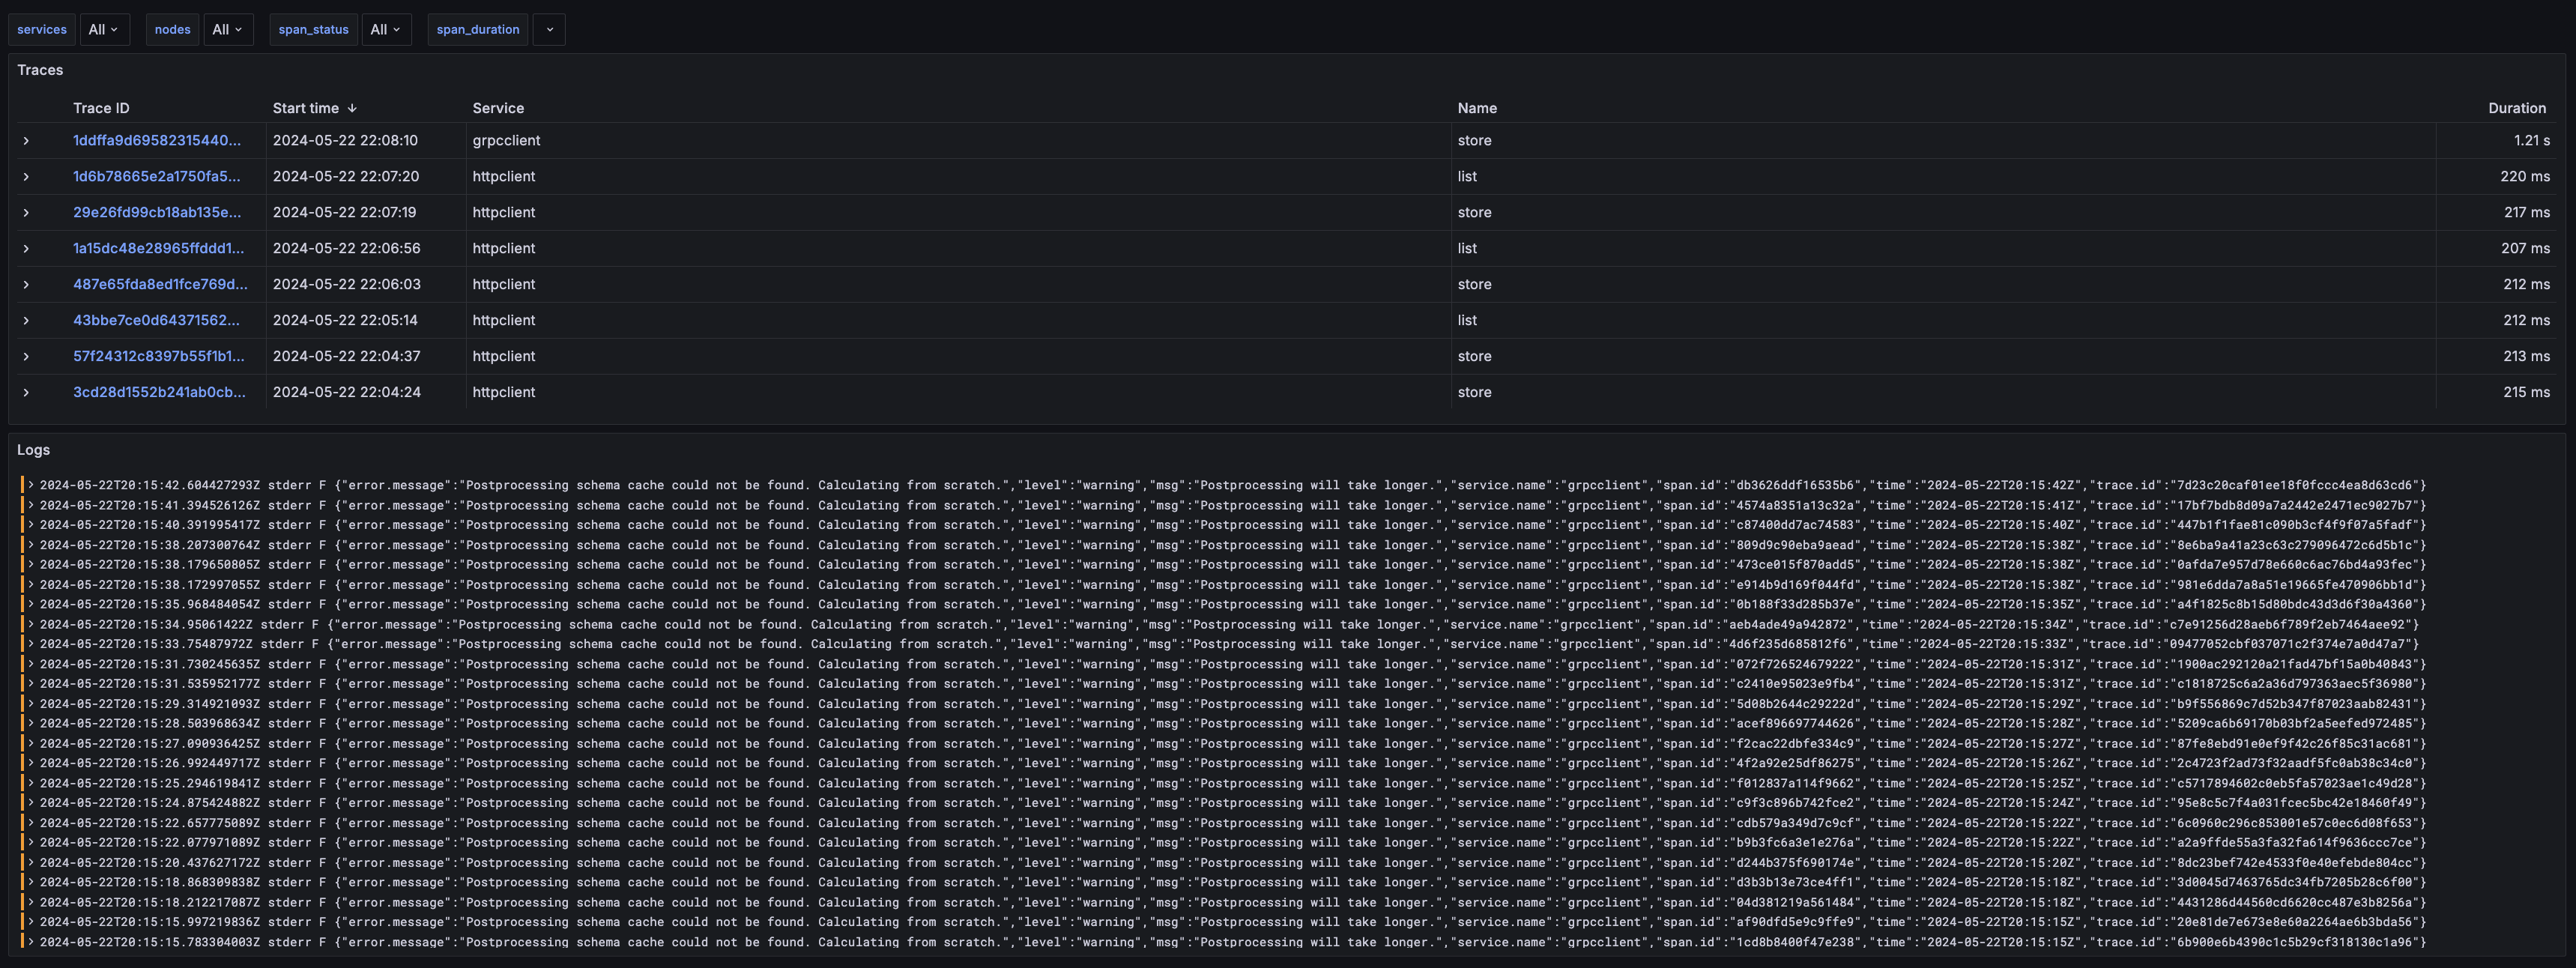 services All nodes All span_status All span_duration
Traces
Trace ID Start time Service Name Duration
1ddffa9d69582315440... 2024-05-22 22:08:10 grpcclient store 1.21 s
1d6b78665e2a1750fa5... 2024-05-22 22:07:20 httpclient list 220 ms
29e26fd99cb18ab135e... 2024-05-22 22:07:19 httpclient store 217 ms
1a15dc48e28965ffddd1... 2024-05-22 22:06:56 httpclient list 207 ms
487e65fda8ed1fce769d... 2024-05-22 22:06:03 httpclient store 212 ms
43bbe7ce0d64371562... 2024-05-22 22:05:14 httpclient list 212 ms
57f24312c8397b55f1b1... 2024-05-22 22:04:37 httpclient store 213 ms
3cd28d1552b241ab0cb... 2024-05-22 22:04:24 httpclient store 215 ms
Logs
2024-05-22T20:15:42.604427293Z stderr F {"error.message":"Postprocessing schema cache could not be found. Calculating from scratch.","level":"warning","msg":"Postprocessing will take longer.","service.name":"grpcclient","span.id":"db3626ddf16535b6","time":"2024-05-22T20:15:42Z","trace.id":"7d23c20caf01ee18f0fccc4ea8d63cd6"}
2024-05-22T20:15:41.394526126Z stderr F {"error.message":"Postprocessing schema cache could not be found. Calculating from scratch.","level":"warning","msg":"Postprocessing will take longer.","service.name":"grpcclient","span.id":"4574a8351a13c32a","time":"2024-05-22T20:15:41Z","trace.id":"17bf7bdb8d09a7a2442e2471ec9027b7"}
2024-05-22T20:15:40.391995417Z stderr F {"error.message":"Postprocessing schema cache could not be found. Calculating from scratch.","level":"warning","msg":"Postprocessing will take longer.","service.name":"grpcclient","span.id":"c87400dd7ac74583","time":"2024-05-22T20:15:40Z","trace.id":"447b1f1fae81c090b3cf4f9f07a5fadf"}
2024-05-22T20:15:38.207300764Z stderr F {"error.message":"Postprocessing schema cache could not be found. Calculating from scratch.","level":"warning","msg":"Postprocessing will take longer.","service.name":"grpcclient","span.id":"809d9c90eba9aead","time":"2024-05-22T20:15:38Z","trace.id":"8e6ba9a41a23c63c279096472c6d5b1c"}
2024-05-22T20:15:38.179650805Z stderr F {"error.message":"Postprocessing schema cache could not be found. Calculating from scratch.","level":"warning","msg":"Postprocessing will take longer.","service.name":"grpcclient","span.id":"473ce015f870add5","time":"2024-05-22T20:15:38Z","trace.id":"0afda7e957d78e660c6ac76bd4a93fec"}
2024-05-22T20:15:38.172997055Z stderr F {"error.message":"Postprocessing schema cache could not be found. Calculating from scratch.","level":"warning","msg":"Postprocessing will take longer.","service.name":"grpcclient","span.id":"e914b9d169f044fd","time":"2024-05-22T20:15:38Z","trace.id":"981e6dda7a8a51e19665fe470906bb1d"}
2024-05-22T20:15:35.968484054Z stderr F {"error.message":"Postprocessing schema cache could not be found. Calculating from scratch.","level":"warning","msg":"Postprocessing will take longer.","service.name":"grpcclient","span.id":"0b188f33d285b37e","time":"2024-05-22T20:15:35Z","trace.id":"a4f1825c8b15d80bdc43d3d6f30a4360"}
2024-05-22T20:15:34.95061422Z stderr F {"error.message":"Postprocessing schema cache could not be found. Calculating from scratch.","level":"warning","msg":"Postprocessing will take longer.","service.name":"grpcclient","span.id":"aeb4ade49a942872","time":"2024-05-22T20:15:34Z","trace.id":"c7e91256d28aeb6f789f2eb7464aee92"}
2024-05-22T20:15:33.75487972Z stderr F {"error.message":"Postprocessing schema cache could not be found. Calculating from scratch.","level":"warning","msg":"Postprocessing will take longer.","service.name":"grpcclient","span.id":"4d6f235d685812f6","time":"2024-05-22T20:15:33Z","trace.id":"09477052cbf037071c2f374e7a0d47a7"}
2024-05-22T20:15:31.730245635Z stderr F {"error.message":"Postprocessing schema cache could not be found. Calculating from scratch.","level":"warning","msg":"Postprocessing will take longer.","service.name":"grpcclient","span.id":"072f726524679222","time":"2024-05-22T20:15:31Z","trace.id":"1900ac292120a21fad47bf15a0b40843"}
2024-05-22T20:15:31.535952177Z stderr F {"error.message":"Postprocessing schema cache could not be found. Calculating from scratch.","level":"warning","msg":"Postprocessing will take longer.","service.name":"grpcclient","span.id":"c2410e95023e9fb4","time":"2024-05-22T20:15:31Z","trace.id":"c1818725c6a2a36d797363aec5f36980"}
2024-05-22T20:15:29.314921093Z stderr F {"error.message":"Postprocessing schema cache could not be found. Calculating from scratch.","level":"warning","msg":"Postprocessing will take longer.","service.name":"grpcclient","span.id":"5d08b2644c29222d","time":"2024-05-22T20:15:29Z","trace.id":"b9f556869c7d52b347f87023aab82431"}
2024-05-22T20:15:28.503968634Z stderr F {"error.message":"Postprocessing schema cache could not be found. Calculating from scratch.","level":"warning","msg":"Postprocessing will take longer.","service.name":"grpcclient","span.id":"acef896697744626","time":"2024-05-22T20:15:28Z","trace.id":"5209ca6b69170b03bf2a5eefed972485"}
2024-05-22T20:15:27.090936425Z stderr F {"error.message":"Postprocessing schema cache could not be found. Calculating from scratch.","level":"warning","msg":"Postprocessing will take longer.","service.name":"grpcclient","span.id":"f2cac22dbfe334c9","time":"2024-05-22T20:15:27Z","trace.id":"87fe8ebd91e0ef9f42c26f85c31ac681"}
2024-05-22T20:15:26.992449717Z stderr F {"error.message":"Postprocessing schema cache could not be found. Calculating from scratch.","level":"warning","msg":"Postprocessing will take longer.","service.name":"grpcclient","span.id":"4f2a92e25df86275","time":"2024-05-22T20:15:26Z","trace.id":"2c4723f2ad73f32aadf5fc0ab38c34c0"}
2024-05-22T20:15:25.294619841Z stderr F {"error.message":"Postprocessing schema cache could not be found. Calculating from scratch.","level":"warning","msg":"Postprocessing will take longer.","service.name":"grpcclient","span.id":"f012837a114f9662","time":"2024-05-22T20:15:25Z","trace.id":"c5717894602c0eb5fa57023ae1c49d28"}
2024-05-22T20:15:24.875424882Z stderr F {"error.message":"Postprocessing schema cache could not be found. Calculating from scratch.","level":"warning","msg":"Postprocessing will take longer.","service.name":"grpcclient","span.id":"c9f3c896b742fce2","time":"2024-05-22T20:15:24Z","trace.id":"95e8c5c7f4a031fcec5bc42e18460f49"}
2024-05-22T20:15:22.657775089Z stderr F {"error.message":"Postprocessing schema cache could not be found. Calculating from scratch.","level":"warning","msg":"Postprocessing will take longer.","service.name":"grpcclient","span.id":"cdb579a349d7c9cf","time":"2024-05-22T20:15:22Z","trace.id":"6c0960c296c853001e57c0ec6d08f653"}
2024-05-22T20:15:22.077971089Z stderr F {"error.message":"Postprocessing schema cache could not be found. Calculating from scratch.","level":"warning","msg":"Postprocessing will take longer.","service.name":"grpcclient","span.id":"b9b3fc6a3e1e276a","time":"2024-05-22T20:15:22Z","trace.id":"a2a9ffde55a3fa32fa614f9636ccc7ce"}
2024-05-22T20:15:20.437627172Z stderr F {"error.message":"Postprocessing schema cache could not be found. Calculating from scratch.","level":"warning","msg":"Postprocessing will take longer.","service.name":"grpcclient","span.id":"d244b375f690174e","time":"2024-05-22T20:15:20Z","trace.id":"8dc23bef742e4533f0e40efebde804cc"}
2024-05-22T20:15:18.868309838Z stderr F {"error.message":"Postprocessing schema cache could not be found. Calculating from scratch.","level":"warning","msg":"Postprocessing will take longer.","service.name":"grpcclient","span.id":"d3b3b13e73ce4ff1","time":"2024-05-22T20:15:18Z","trace.id":"3d0045d7463765dc34fb7205b28c6f00"}
2024-05-22T20:15:18.212217087Z stderr F {"error.message":"Postprocessing schema cache could not be found. Calculating from scratch.","level":"warning","msg":"Postprocessing will take longer.","service.name":"grpcclient","span.id":"04d381219a561484","time":"2024-05-22T20:15:18Z","trace.id":"4431286d44560cd6620cc487e3b8256a"}
2024-05-22T20:15:15.997219836Z stderr F {"error.message":"Postprocessing schema cache could not be found. Calculating from scratch.","level":"warning","msg":"Postprocessing will take longer.","service.name":"grpcclient","span.id":"af90dfd5e9c9ffe9","time":"2024-05-22T20:15:15Z","trace.id":"20e81de7e673e8e60a2264ae6b3bda56"}
2024-05-22T20:15:15.783304003Z stderr F {"error.message":"Postprocessing schema cache could not be found. Calculating from scratch.","level":"warning","msg":"Postprocessing will take longer.","service.name":"grpcclient","span.id":"1cd8b8400f47e238","time":"2024-05-22T20:15:15Z","trace.id":"6b900e6b4390c1c5b29cf318130c1a96"}